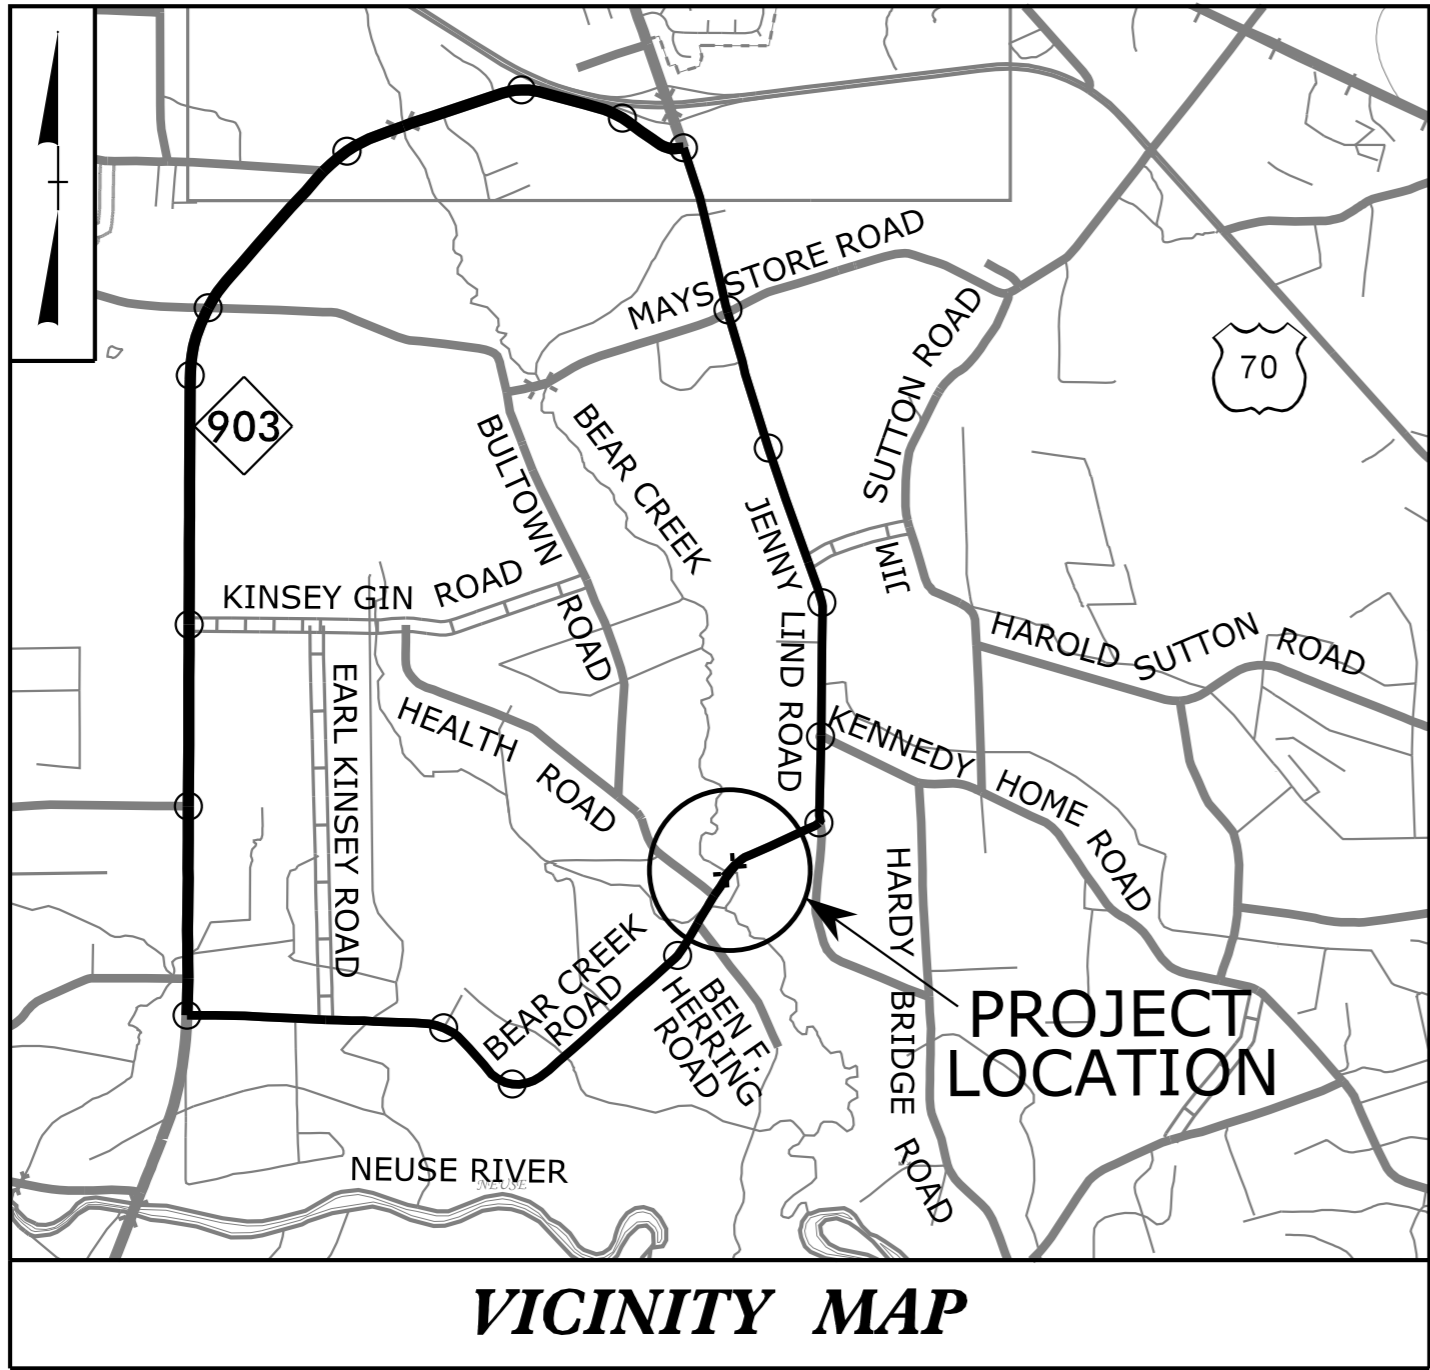 MAYS STORE ROAD
JIM SUTTON ROAD
70
903
BEAR CREEK
BULTOWN ROAD
JENNY LIND ROAD
KINSEY GIN ROAD
HAROLD SUTTON ROAD
EARL KINSEY ROAD
HEALTH ROAD
KENNEDY HOME ROAD
HARDY BRIDGE ROAD
BEAR CREEK
ROAD
BEN F.
HERRING
ROAD
PROJECT
LOCATION
NEUSE RIVER
NEUSE
VICINITY MAP